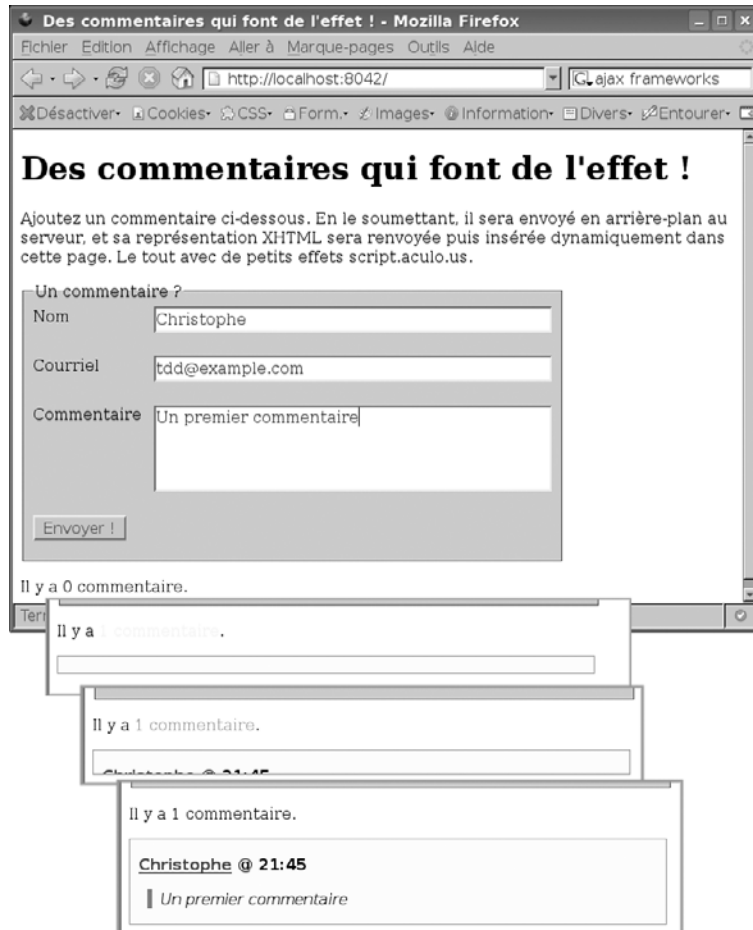 Des commentaires qui font de l'effet ! - Mozilla Firefox
Fichier Edition Affichage Aller à Marque-pages Outils Aide
http://localhost:8042/ ajax frameworks
Désactiver Cookies CSS Form. Images Information Divers Entourer
Des commentaires qui font de l'effet !
Ajoutez un commentaire ci-dessous. En le soumettant, il sera envoyé en arrière-plan au
serveur, et sa représentation XHTML sera renvoyée puis insérée dynamiquement dans
cette page. Le tout avec de petits effets script.aculo.us.
Un commentaire ?
Nom Christophe
Courriel tdd@example.com
Commentaire Un premier commentaire
Envoyer !
Il y a 0 commentaire.
Ter
Il y a 1 commentaire.
Il y a 1 commentaire.
Christophe @ 21:45
Il y a 1 commentaire.
Christophe @ 21:45
Un premier commentaire